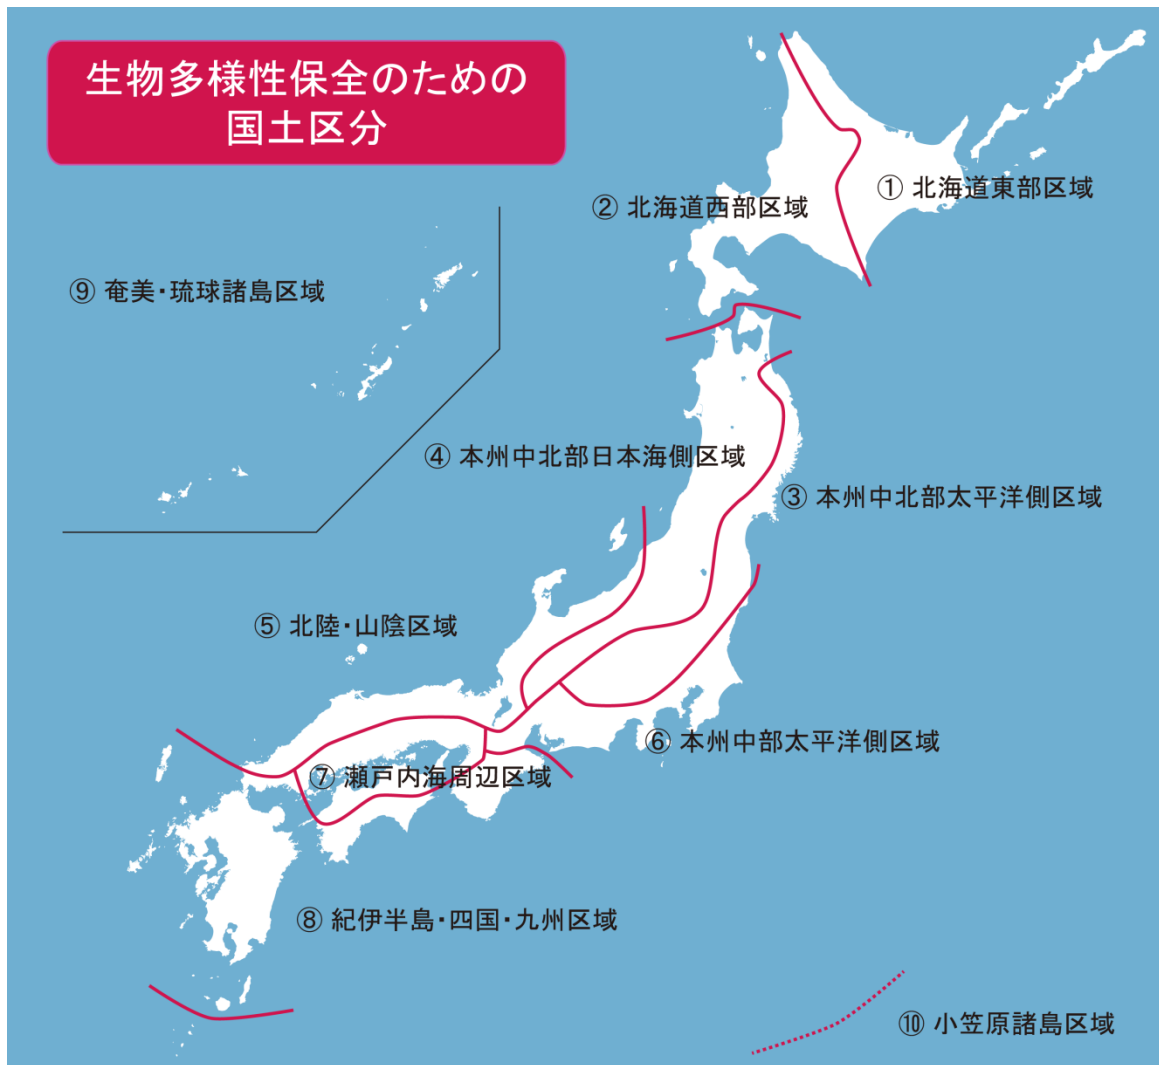 生物多様性保全のための
国土区分
① 北海道東部区域
② 北海道西部区域
⑨ 奄美・琉球諸島区域
④ 本州中北部日本海側区域
③ 本州中北部太平洋側区域
⑤ 北陸・山陰区域
⑥ 本州中部太平洋側区域
⑦ 瀬戸内海周辺区域
⑧ 紀伊半島・四国・九州区域
⑩ 小笠原諸島区域